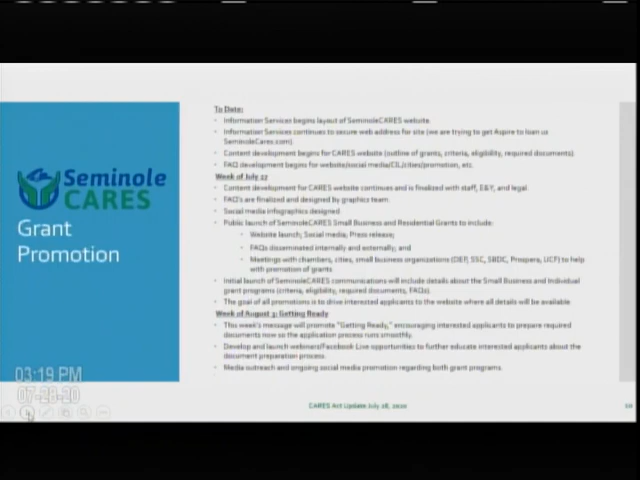 Seminole
CARES
Grant
Promotion
To Date:
Information Services begins layout of SeminoleCARES website
Information Services continues to secure web address for site (we are trying to get Aspire to loan us
SeminoleCares.com)
Content development begins for CARES website (outline of grants, criteria, eligibility, required documents)
FAQ development begins for website/social media/CIL/cities/promotion, etc.
Week of July 27
Content development for CARES website continues and is finalized with staff, E&Y, and legal
FAQ's are finalized and designed by graphics team
Social media infographics designed
Public launch of SeminoleCARES Small Business and Residential Grants to include:
Website launch; Social media; Press release;
FAQs disseminated internally and externally; and
Meetings with chambers, cities, small business organizations (OEP, SSC, SBDC, Prospera, UCF) to help
with promotion of grants
Initial launch of SeminoleCARES communications will include details about the Small Business and Individual
grant programs (criteria, eligibility, required documents, FAQs).
The goal of all promotions is to drive interested applicants to the website where all details will be available
Week of August 3: Getting Ready
This week's message will promote "Getting Ready," encouraging interested applicants to prepare required
documents now so the application process runs smoothly.
Develop and launch webinars/Facebook Live opportunities to further educate interested applicants about the
document preparation process.
Media outreach and ongoing social media promotion regarding both grant programs.
03:19 PM
07-28-20
CARES Act Update July 28, 2020